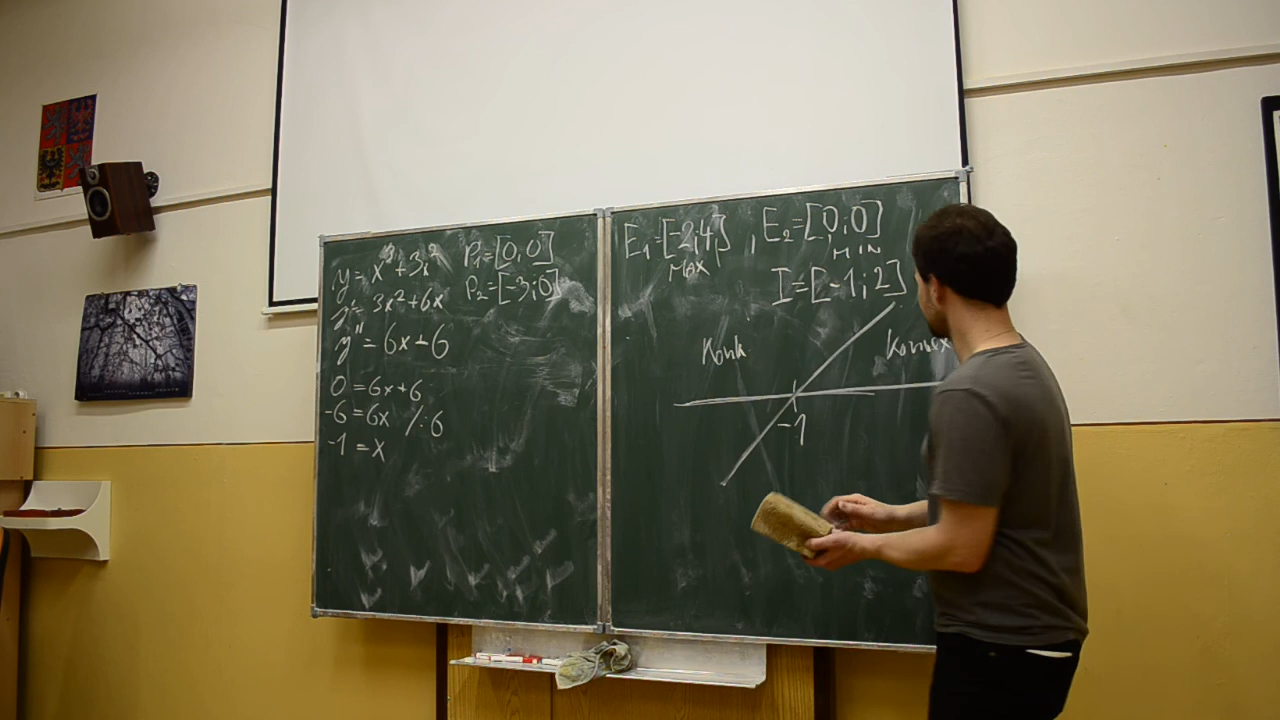 y = x³+3x²
y' = 3x²+6x
y'' = 6x+6
0 = 6x+6
-6 = 6x /:6
-1 = x
P₁=[0,0]
P₂=[-3;0]
E₁=[-2;4] , E₂=[0;0]
MAX MIN
I=[-1;2]
Konk Konvex
-1